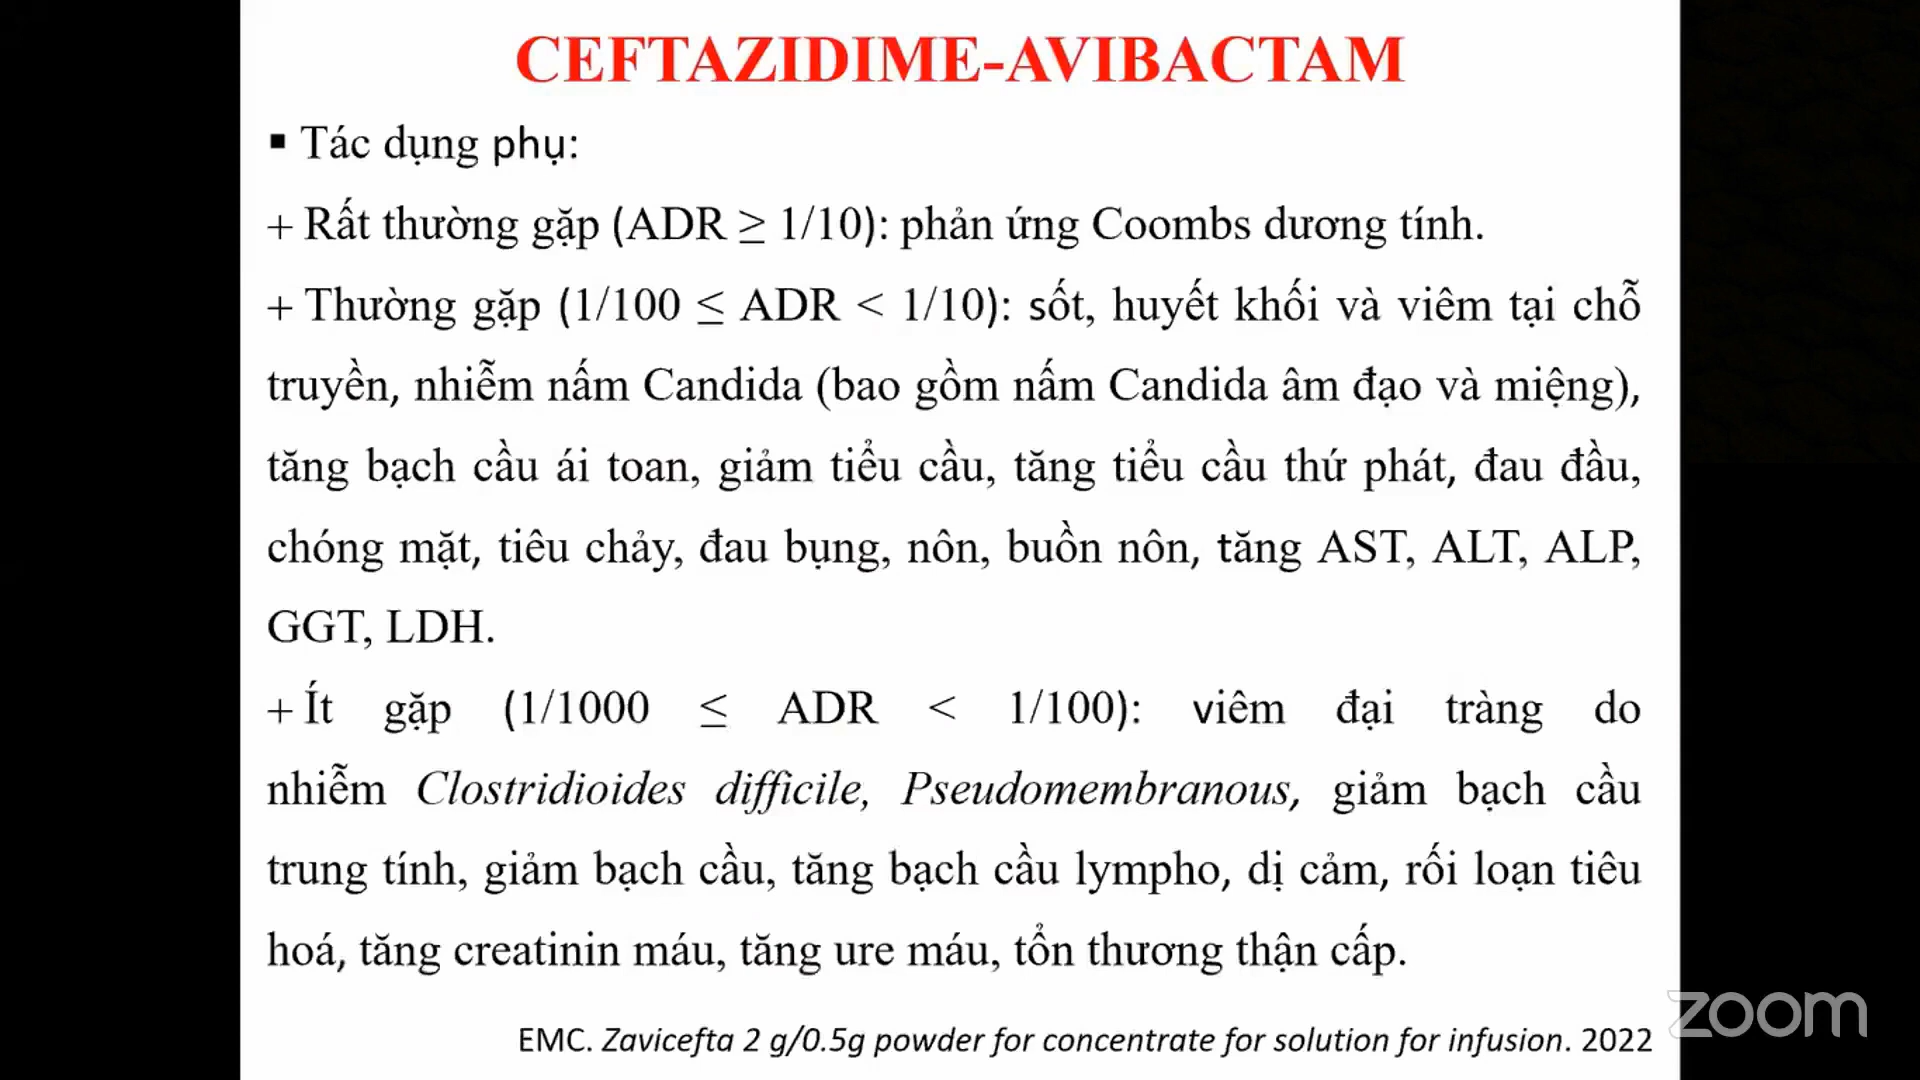 CEFTAZIDIME-AVIBACTAM
▪ Tác dụng phụ:
+ Rất thường gặp (ADR ≥ 1/10): phản ứng Coombs dương tính.
+ Thường gặp (1/100 ≤ ADR < 1/10): sốt, huyết khối và viêm tại chỗ
truyền, nhiễm nấm Candida (bao gồm nấm Candida âm đạo và miệng),
tăng bạch cầu ái toan, giảm tiểu cầu, tăng tiểu cầu thứ phát, đau đầu,
chóng mặt, tiêu chảy, đau bụng, nôn, buồn nôn, tăng AST, ALT, ALP,
GGT, LDH.
+ Ít gặp (1/1000 ≤ ADR < 1/100): viêm đại tràng do
nhiễm Clostridioides difficile, Pseudomembranous, giảm bạch cầu
trung tính, giảm bạch cầu, tăng bạch cầu lympho, dị cảm, rối loạn tiêu
hoá, tăng creatinin máu, tăng ure máu, tổn thương thận cấp.
EMC. Zavicefta 2 g/0.5g powder for concentrate for solution for infusion. 2022
zoom